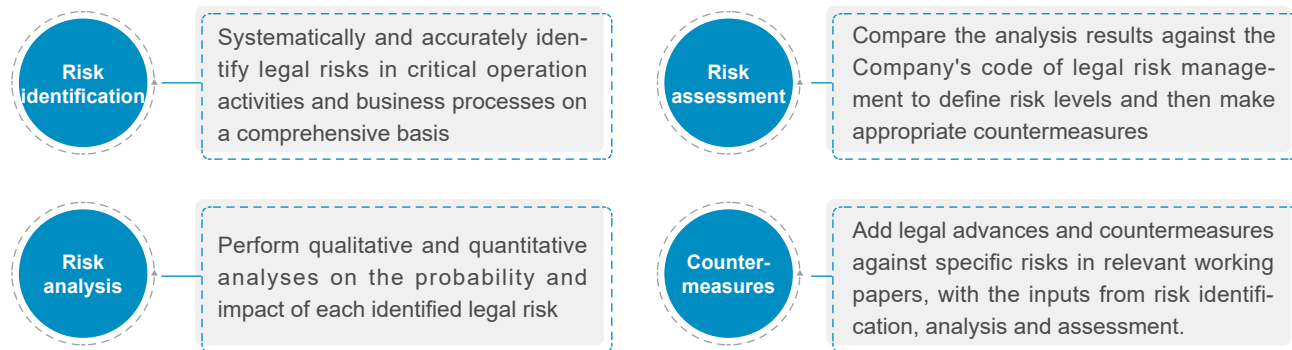 Risk
identification
Systematically and accurately iden-
tify legal risks in critical operation
activities and business processes on
a comprehensive basis
Risk
assessment
Compare the analysis results against the
Company's code of legal risk manage-
ment to define risk levels and then make
appropriate countermeasures
Risk
analysis
Perform qualitative and quantitative
analyses on the probability and
impact of each identified legal risk
Counter-
measures
Add legal advances and countermeasures
against specific risks in relevant working
papers, with the inputs from risk identifi-
cation, analysis and assessment.